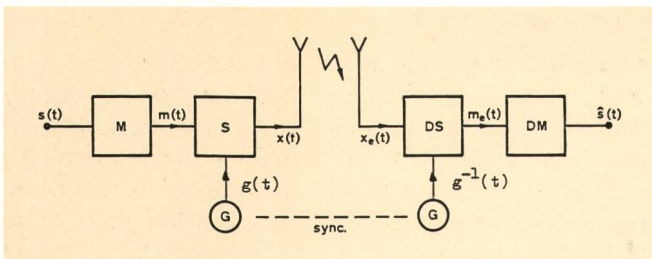 s(t) M m(t) S x(t) x_e(t) DS m_e(t) DM ŝ(t)
g(t) g⁻¹(t)
G sync. G